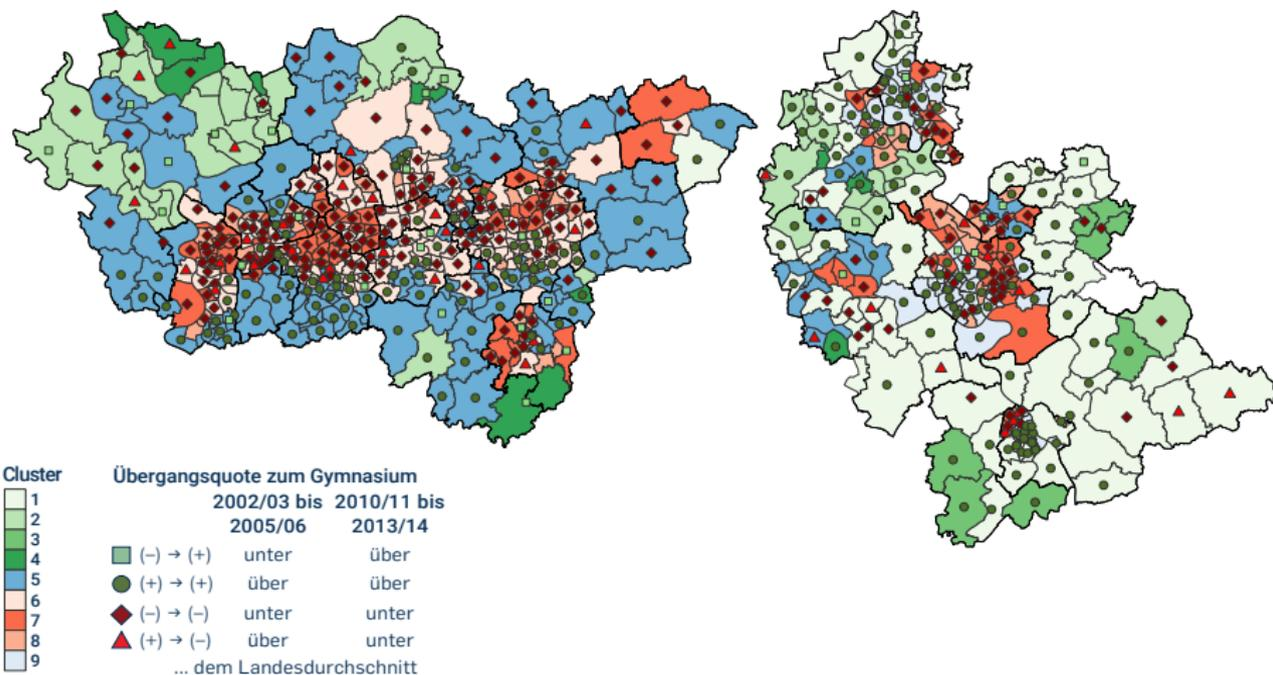 Cluster
1
2
3
4
5
6
7
8
9
Übergangsquote zum Gymnasium
2002/03 bis 2010/11 bis
2005/06 2013/14
(−) → (+) unter über
(+) → (+) über über
(−) → (−) unter unter
(+) → (−) über unter
... dem Landesdurchschnitt